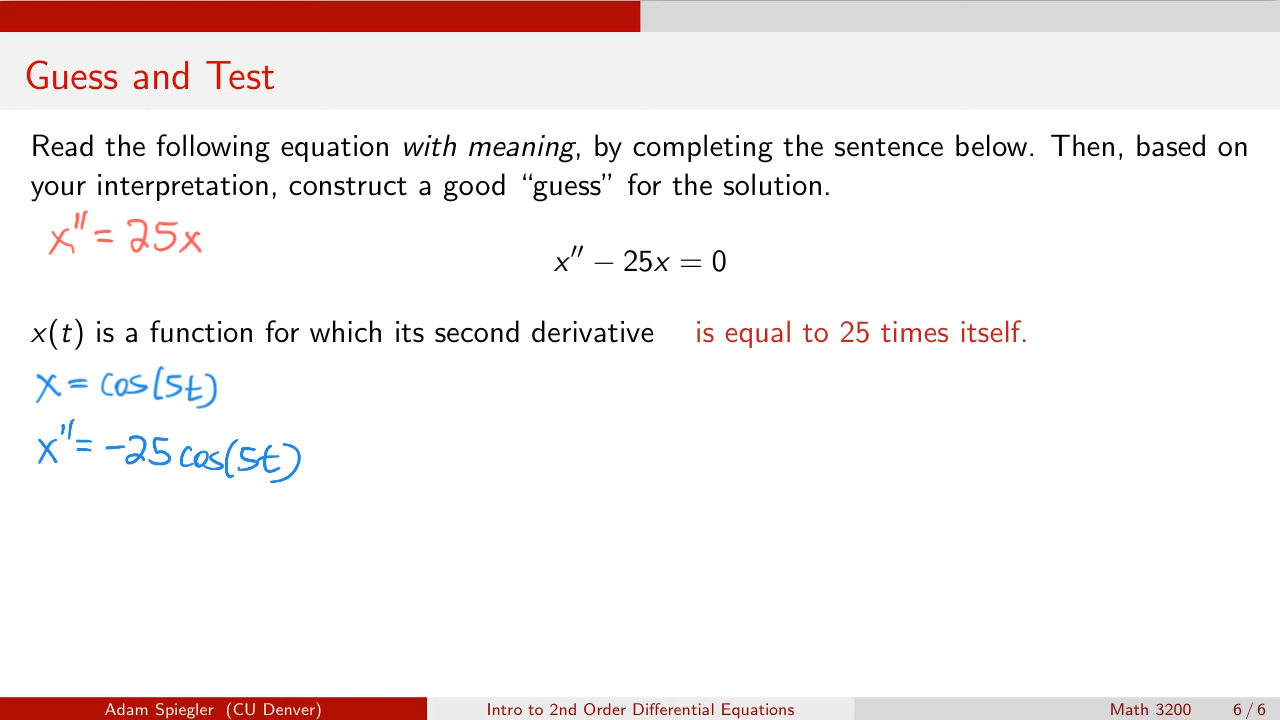 Guess and Test
Read the following equation with meaning, by completing the sentence below. Then, based on
your interpretation, construct a good “guess” for the solution.
x'' = 25x
x′′ − 25x = 0
x(t) is a function for which its second derivative is equal to 25 times itself.
x = cos(5t)
x'' = -25 cos(5t)
Adam Spiegler (CU Denver) Intro to 2nd Order Differential Equations Math 3200 6 / 6